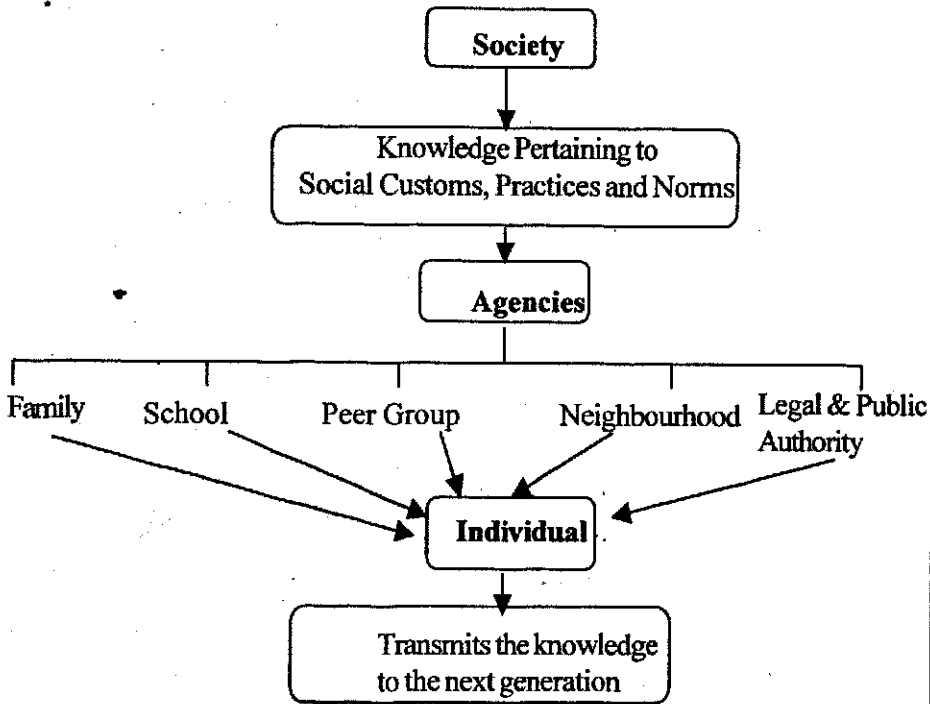 Society
Knowledge Pertaining to
Social Customs, Practices and Norms
Agencies
Family
School
Peer Group
Neighbourhood
Legal & Public
Authority
Individual
Transmits the knowledge
to the next generation